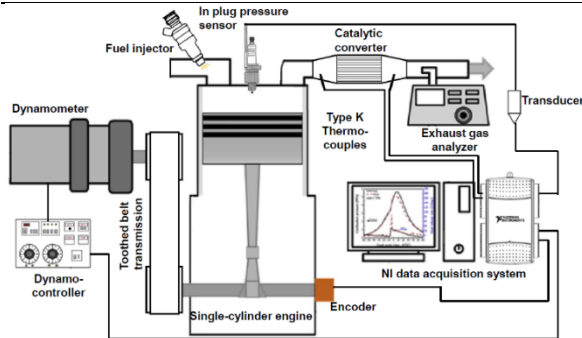 In plug pressure
sensor
Fuel injector
Catalytic
converter
Dynamometer
Type K
Thermo-
couples
Exhaust gas
analyzer
Transducer
Toothed belt
transmission
Dynamo-
controller
NI data acquisition system
Single-cylinder engine
Encoder